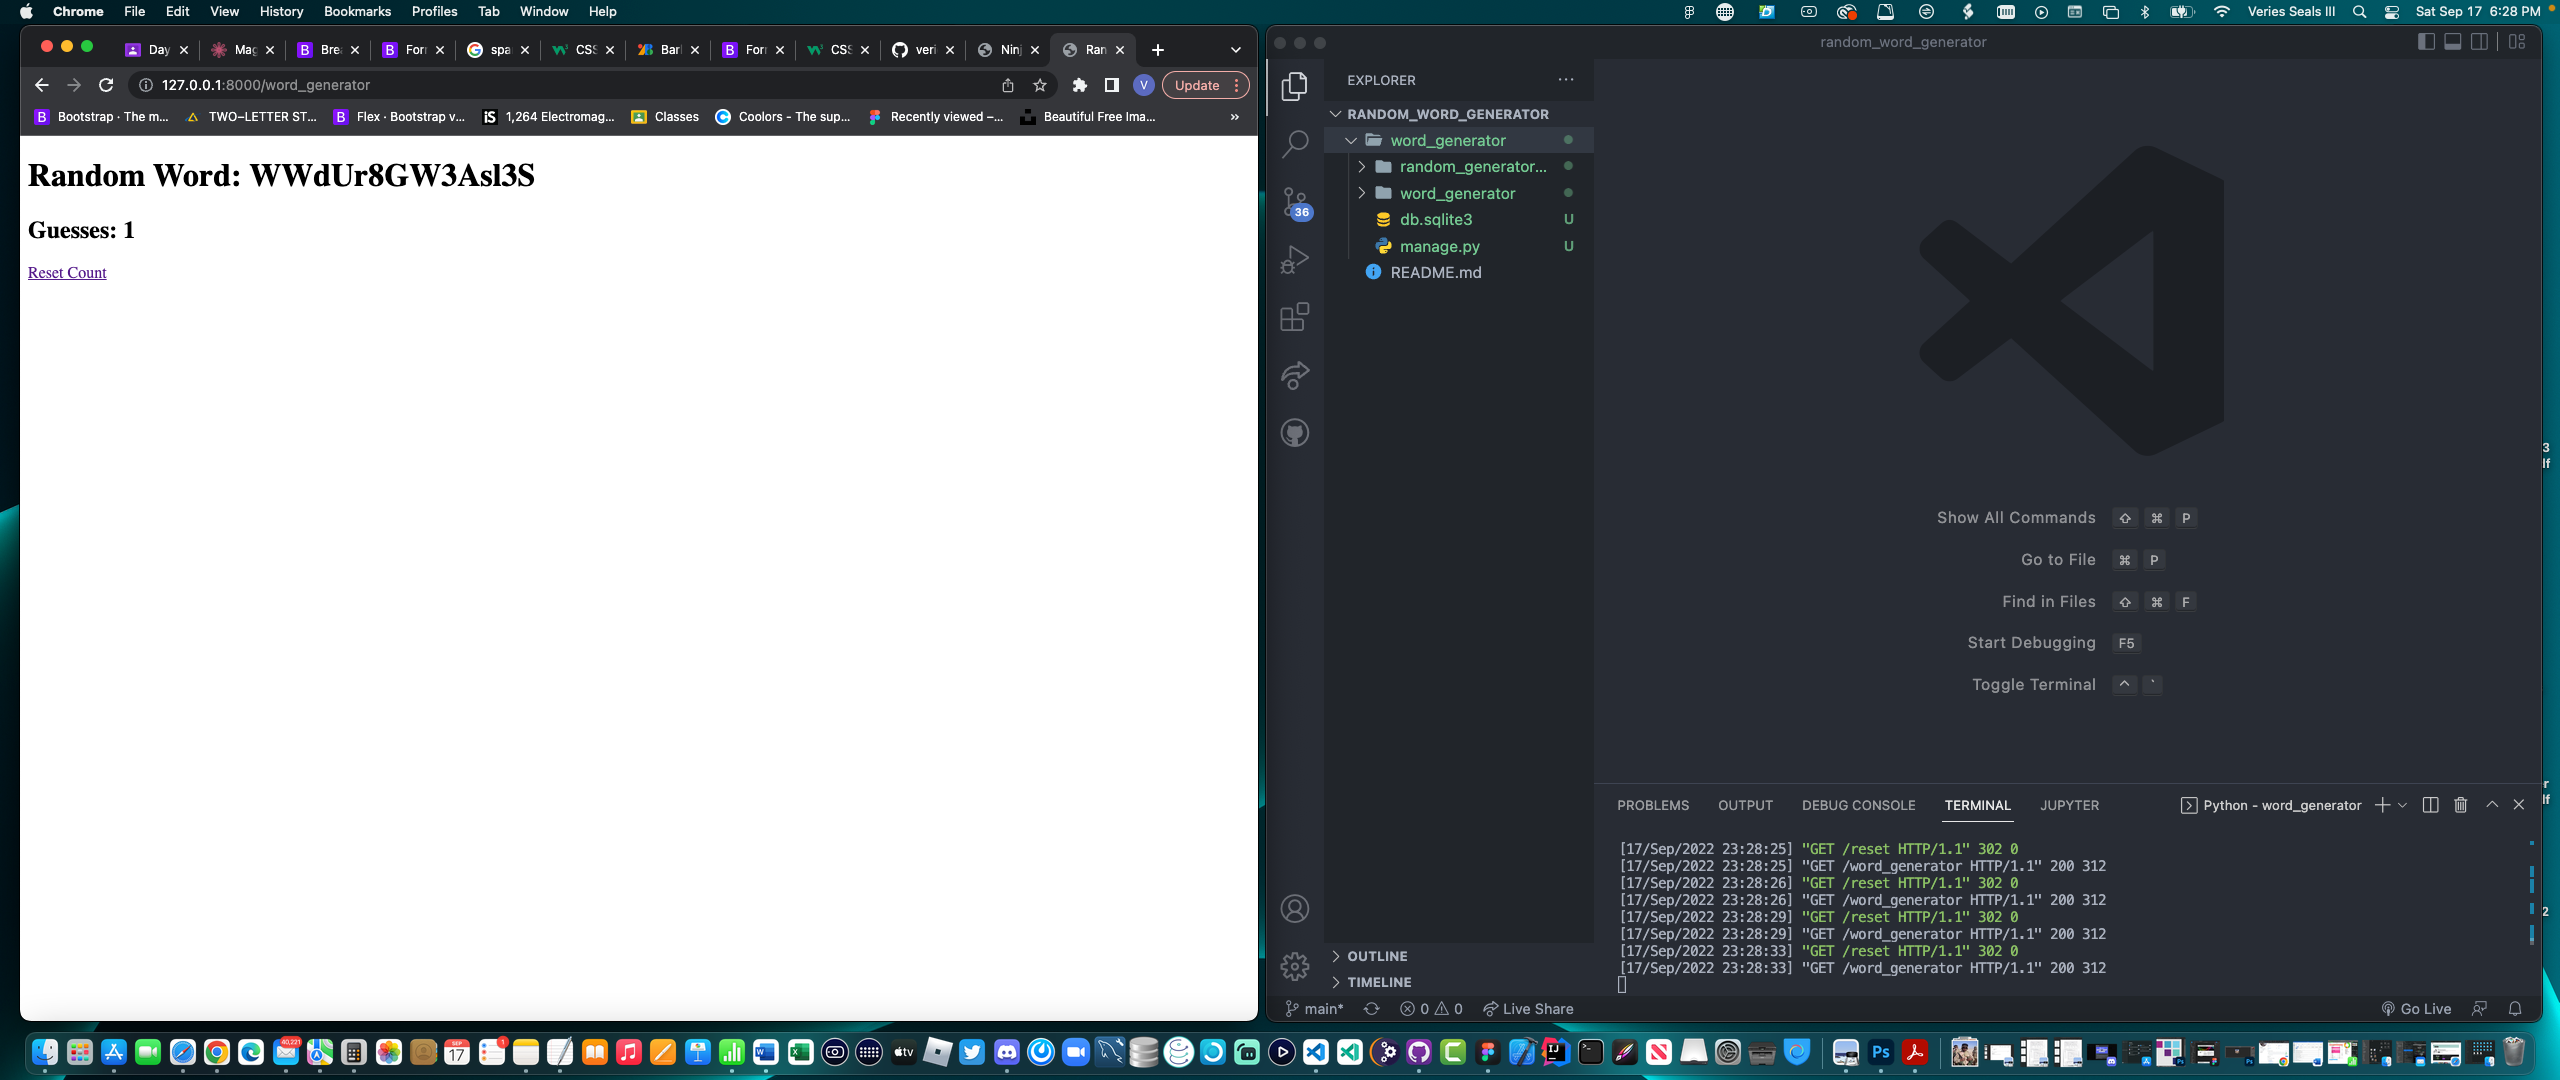 Chrome File Edit View History Bookmarks Profiles Tab Window Help
Veries Seals III Sat Sep 17 6:28 PM
Day Mag Bre For spa CSS Barl For CSS veri Ninj Ran
127.0.0.1:8000/word_generator
V Update
Bootstrap · The m... TWO-LETTER ST... Flex · Bootstrap v... iS 1,264 Electromag... Classes Coolors - The sup... Recently viewed –... Beautiful Free Ima... »
Random Word: WWdUr8GW3Asl3S
Guesses: 1
Reset Count
random_word_generator
EXPLORER
RANDOM_WORD_GENERATOR
word_generator
random_generator...
word_generator
db.sqlite3 U
manage.py U
README.md
36
OUTLINE
TIMELINE
Show All Commands ⇧ ⌘ P
Go to File ⌘ P
Find in Files ⇧ ⌘ F
Start Debugging F5
Toggle Terminal ^ `
PROBLEMS OUTPUT DEBUG CONSOLE TERMINAL JUPYTER
Python - word_generator
[17/Sep/2022 23:28:25] "GET /reset HTTP/1.1" 302 0
[17/Sep/2022 23:28:25] "GET /word_generator HTTP/1.1" 200 312
[17/Sep/2022 23:28:26] "GET /reset HTTP/1.1" 302 0
[17/Sep/2022 23:28:26] "GET /word_generator HTTP/1.1" 200 312
[17/Sep/2022 23:28:29] "GET /reset HTTP/1.1" 302 0
[17/Sep/2022 23:28:29] "GET /word_generator HTTP/1.1" 200 312
[17/Sep/2022 23:28:33] "GET /reset HTTP/1.1" 302 0
[17/Sep/2022 23:28:33] "GET /word_generator HTTP/1.1" 200 312
main* 0 0 Live Share Go Live
40,221
SEP
17
1
tv
Ps